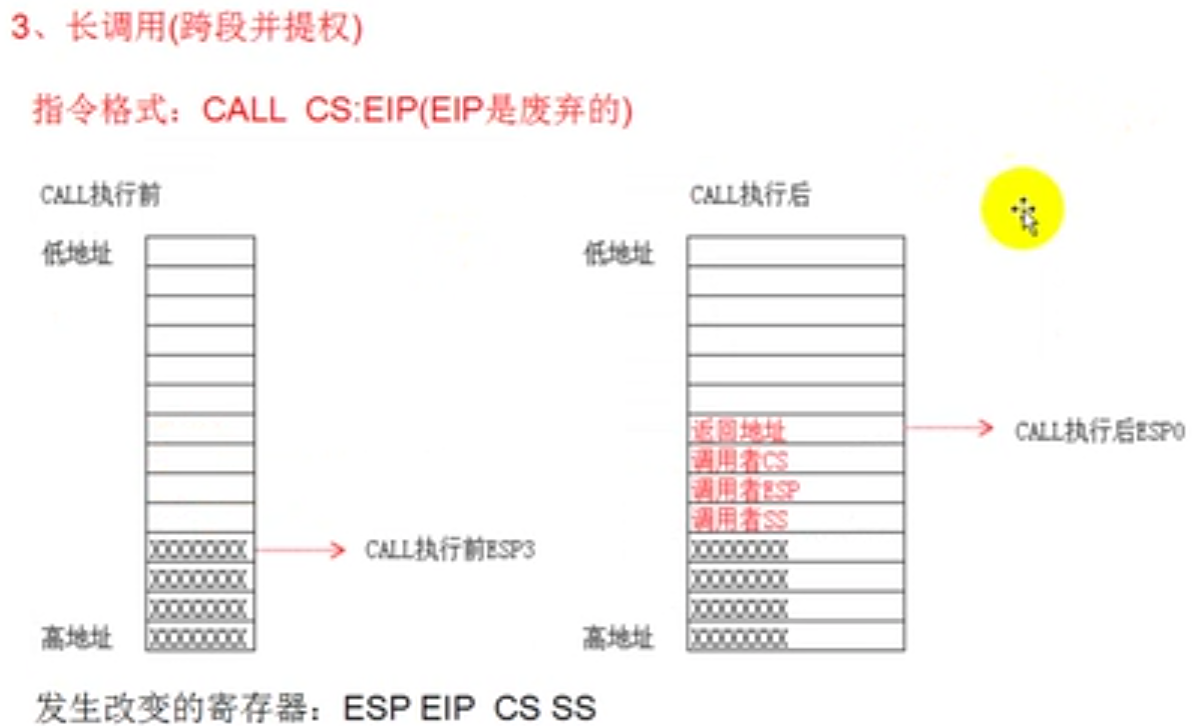 3、长调用(跨段并提权)
指令格式：CALL CS:EIP(EIP是废弃的)
CALL执行前
CALL执行后
低地址
低地址
返回地址
CALL执行后ESP0
调用者CS
调用者ESP
调用者SS
XXXXXXXX
CALL执行前ESP3
XXXXXXXX
XXXXXXXX
XXXXXXXX
XXXXXXXX
XXXXXXXX
高地址
XXXXXXXX
高地址
XXXXXXXX
发生改变的寄存器：ESP EIP CS SS